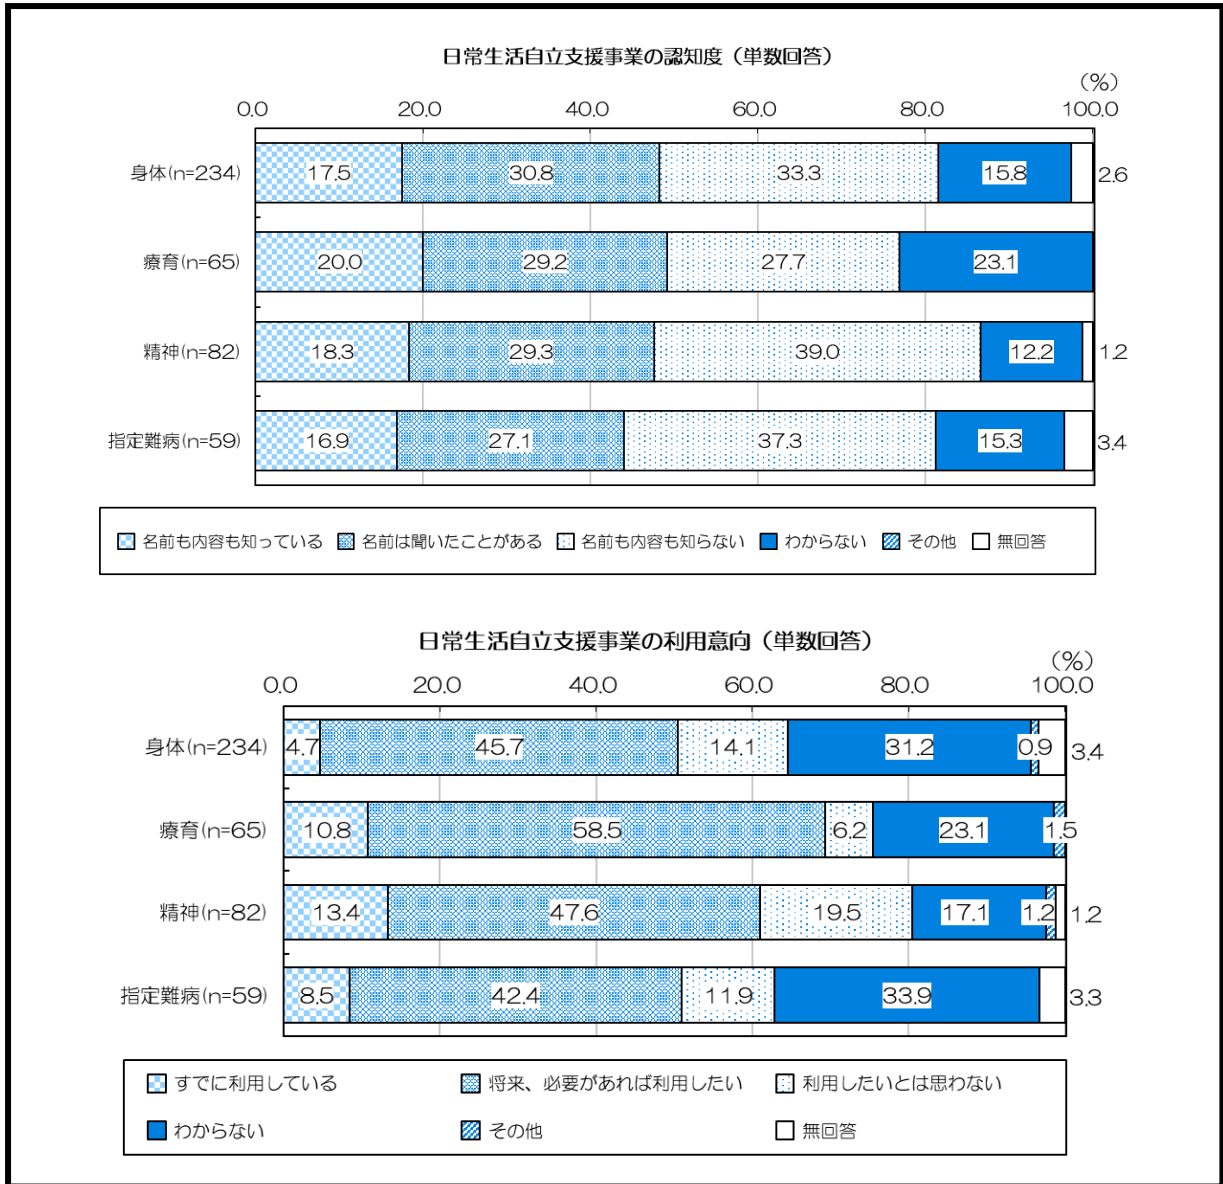 日常生活自立支援事業の認知度（単数回答）
(%)
0.0 20.0 40.0 60.0 80.0 100.0
身体(n=234) 17.5 30.8 33.3 15.8 2.6
療育(n=65) 20.0 29.2 27.7 23.1
精神(n=82) 18.3 29.3 39.0 12.2 1.2
指定難病(n=59) 16.9 27.1 37.3 15.3 3.4
名前も内容も知っている 名前は聞いたことがある 名前も内容も知らない わからない その他 無回答
日常生活自立支援事業の利用意向（単数回答）
(%)
0.0 20.0 40.0 60.0 80.0 100.0
身体(n=234) 4.7 45.7 14.1 31.2 0.9 3.4
療育(n=65) 10.8 58.5 6.2 23.1 1.5
精神(n=82) 13.4 47.6 19.5 17.1 1.2 1.2
指定難病(n=59) 8.5 42.4 11.9 33.9 3.3
すでに利用している 将来、必要があれば利用したい 利用したいとは思わない
わからない その他 無回答